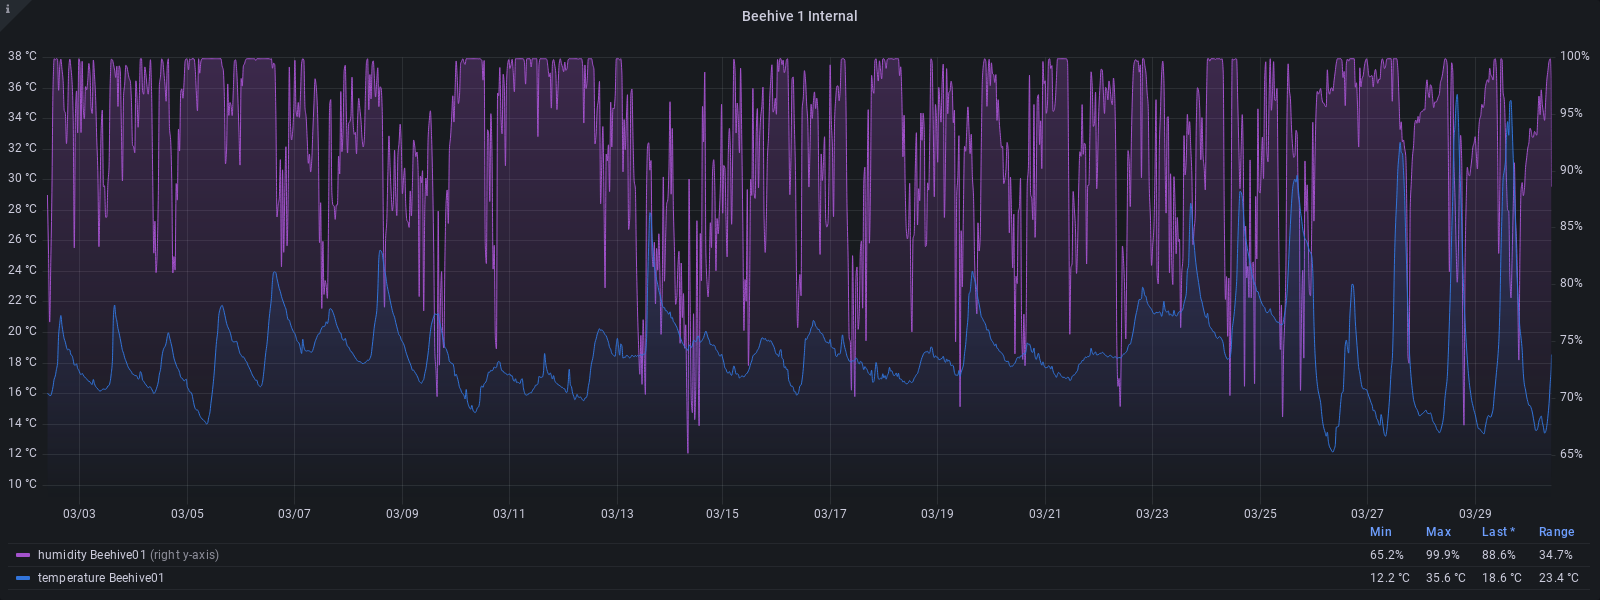 i
Beehive 1 Internal
38 °C 100%
36 °C
34 °C 95%
32 °C
30 °C 90%
28 °C
26 °C 85%
24 °C
22 °C 80%
20 °C
18 °C 75%
16 °C 70%
14 °C
12 °C 65%
10 °C
03/03 03/05 03/07 03/09 03/11 03/13 03/15 03/17 03/19 03/21 03/23 03/25 03/27 03/29
Min Max Last * Range
humidity Beehive01 (right y-axis) 65.2% 99.9% 88.6% 34.7%
temperature Beehive01 12.2 °C 35.6 °C 18.6 °C 23.4 °C